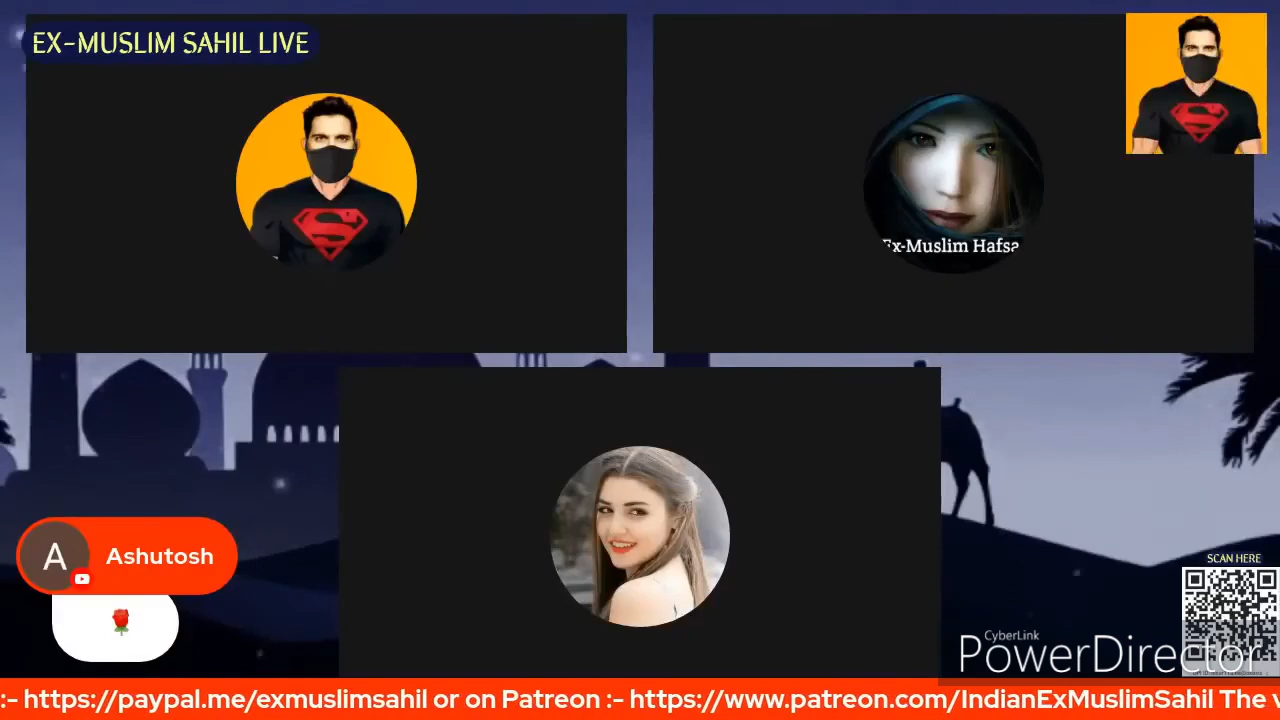 EX-MUSLIM SAHIL LIVE
Ex-Muslim Hafsa
A
Ashutosh
SCAN HERE
CyberLink
PowerDirector
:- https://paypal.me/exmuslimsahil or on Patreon :- https://www.patreon.com/IndianExMuslimSahil The